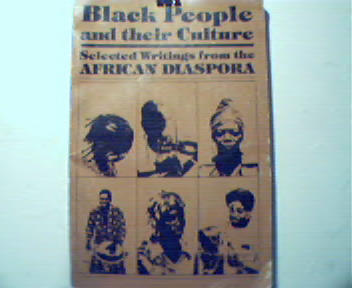 Black People
and their Culture
Selected Writings from the
AFRICAN DIASPORA